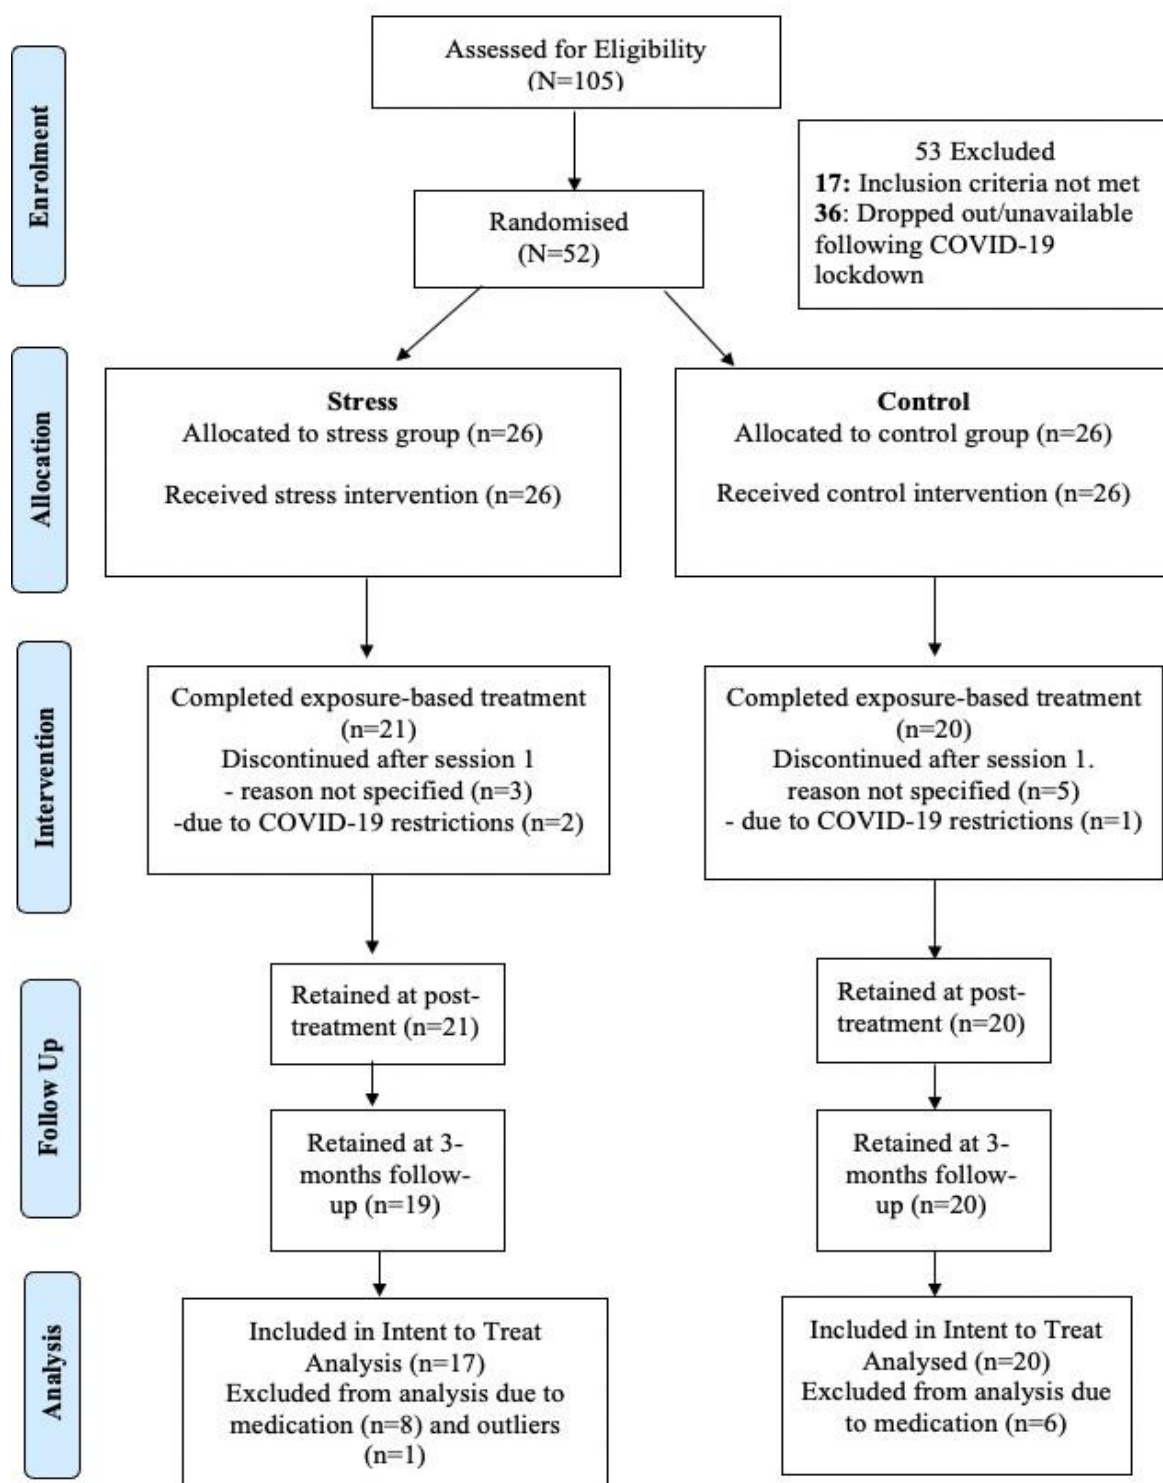 Enrolment
Assessed for Eligibility
(N=105)
53 Excluded
17: Inclusion criteria not met
36: Dropped out/unavailable
following COVID-19
lockdown
Randomised
(N=52)
Allocation
Stress
Allocated to stress group (n=26)
Received stress intervention (n=26)
Control
Allocated to control group (n=26)
Received control intervention (n=26)
Intervention
Completed exposure-based treatment
(n=21)
Discontinued after session 1
- reason not specified (n=3)
-due to COVID-19 restrictions (n=2)
Completed exposure-based treatment
(n=20)
Discontinued after session 1.
reason not specified (n=5)
- due to COVID-19 restrictions (n=1)
Follow Up
Retained at post-
treatment (n=21)
Retained at post-
treatment (n=20)
Retained at 3-
months follow-
up (n=19)
Retained at 3-
months follow-
up (n=20)
Analysis
Included in Intent to Treat
Analysis (n=17)
Excluded from analysis due to
medication (n=8) and outliers
(n=1)
Included in Intent to Treat
Analysed (n=20)
Excluded from analysis due
to medication (n=6)